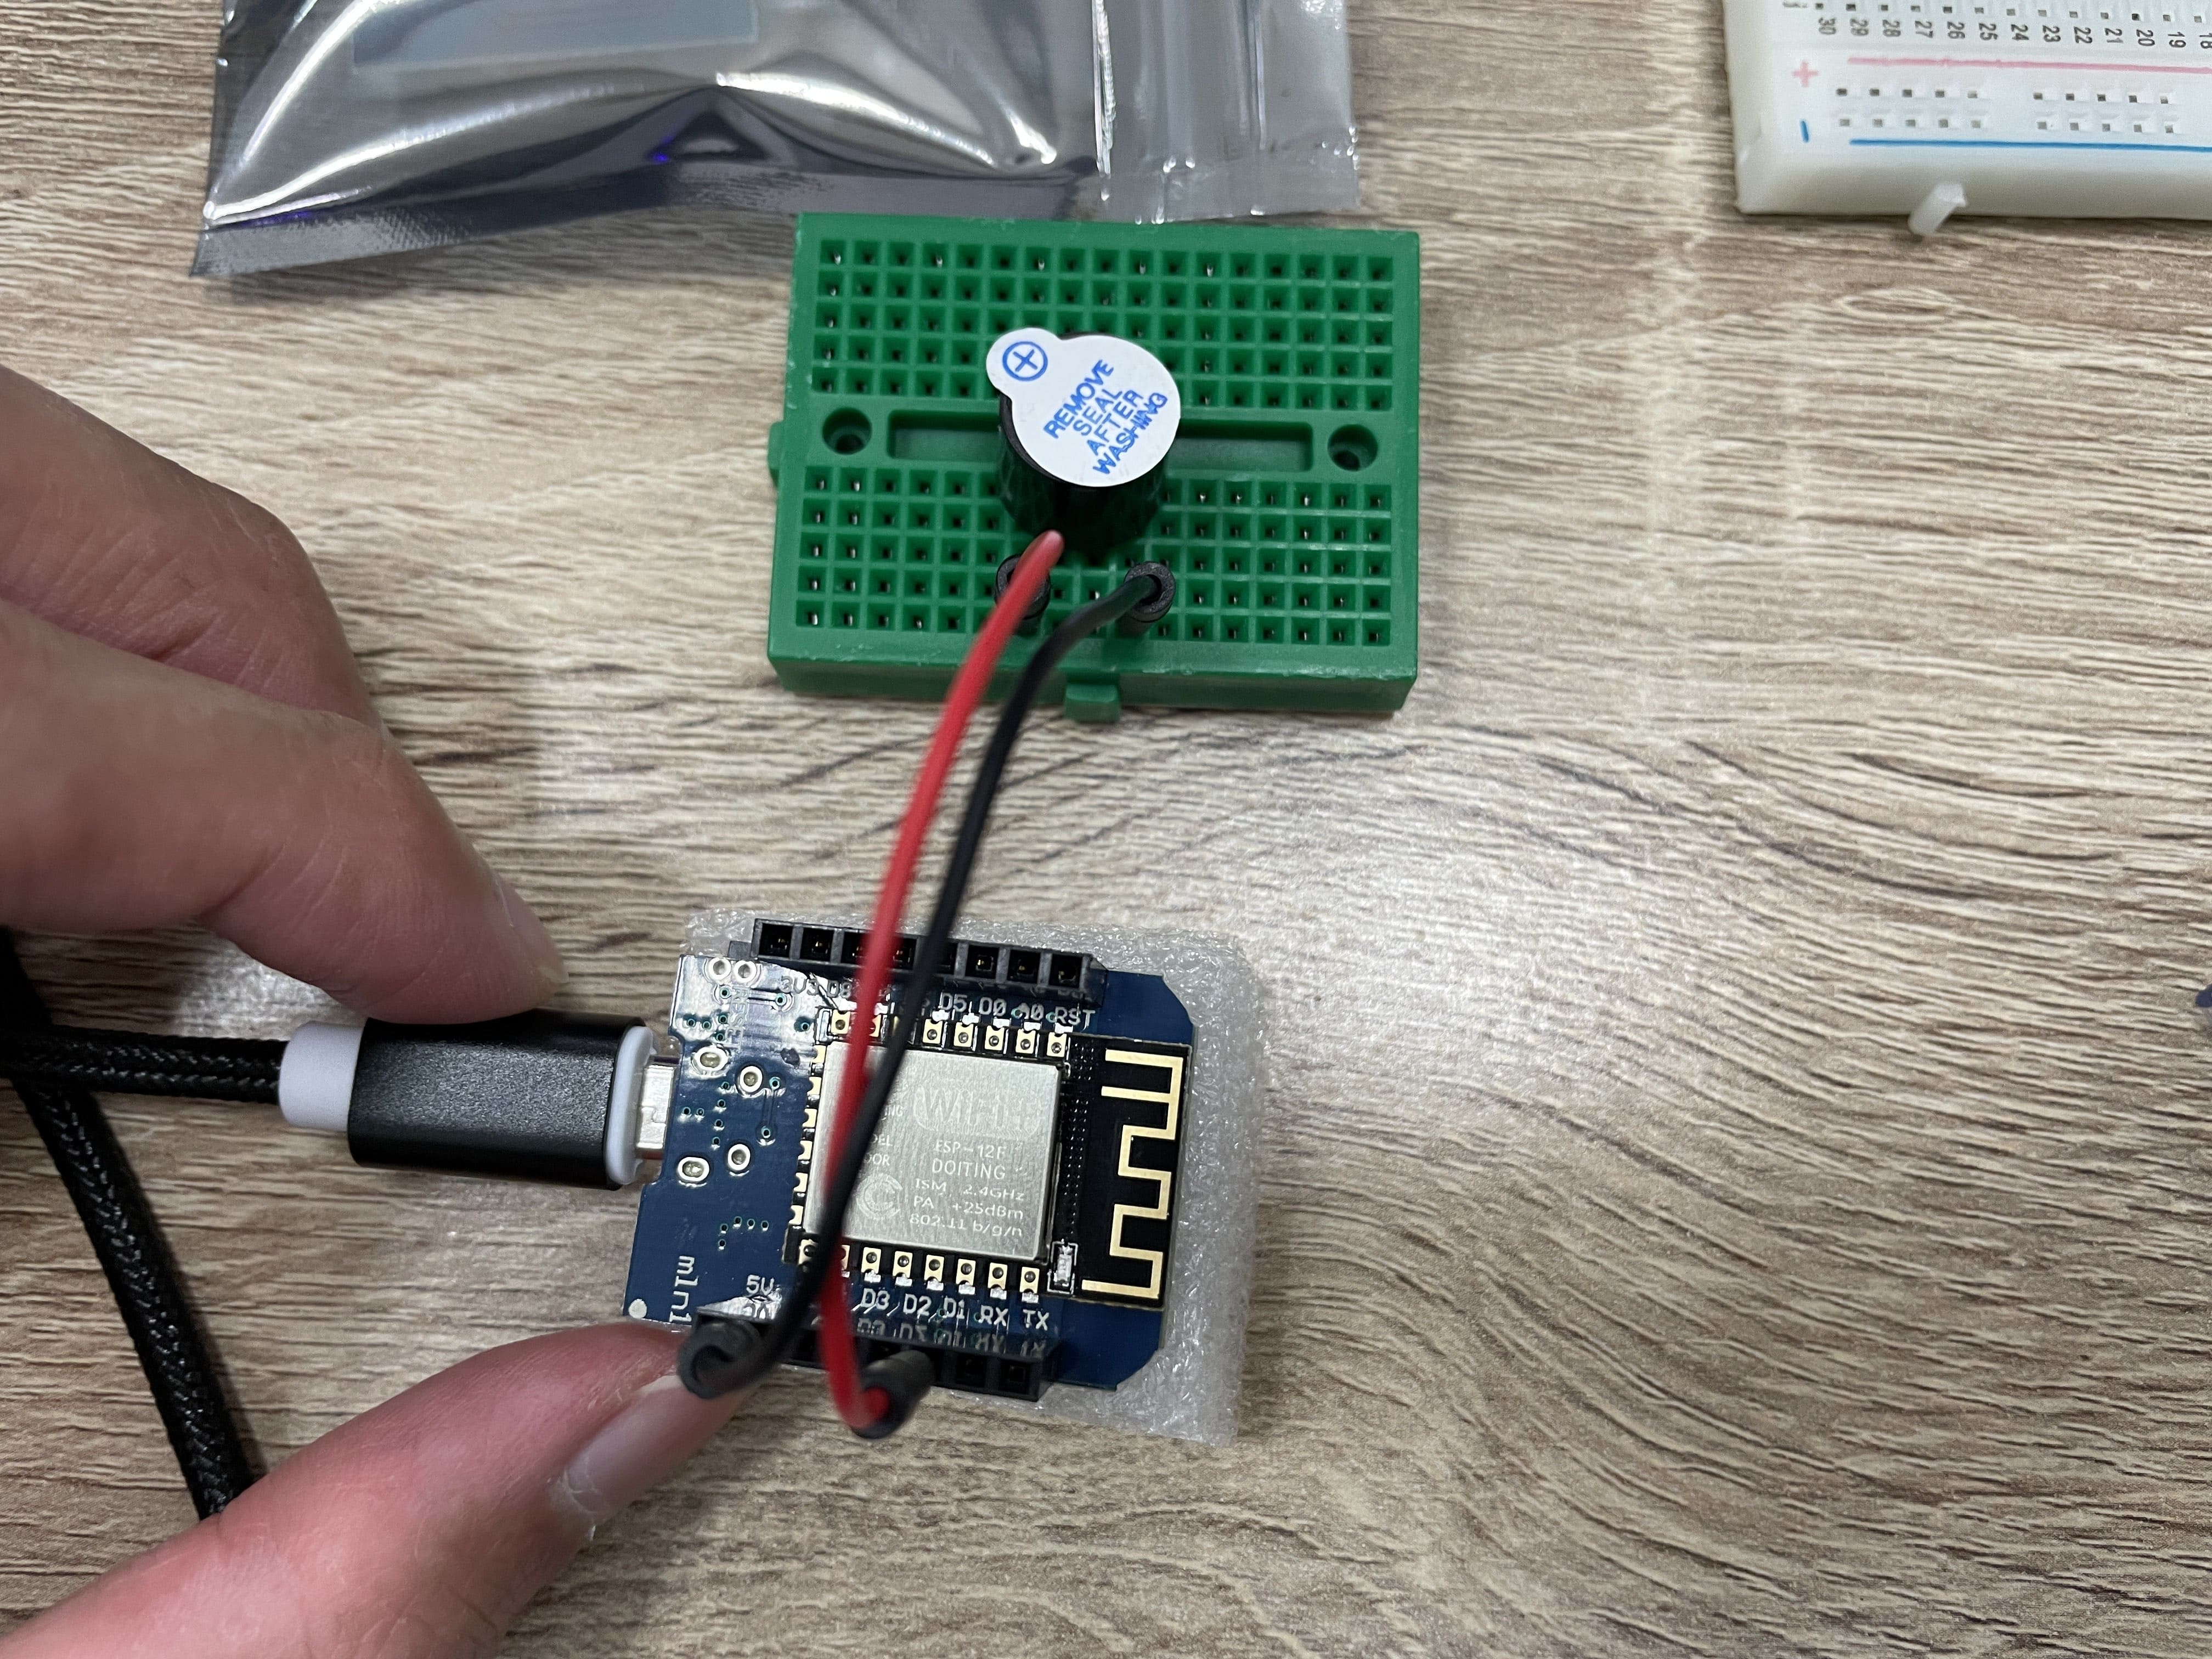 30 29 28 27 26 25 24 23 22 21 20 19 18
+
-
+
REMOVE
SEAL
AFTER
WASHING
3V3 D8 D5 D0 A0 RST
WiFi
ESP-12F
DOITING
ISM 2.4GHz
PA +25dBm
802.11 b/g/n
5V D3 D2 D1 RX TX
mini